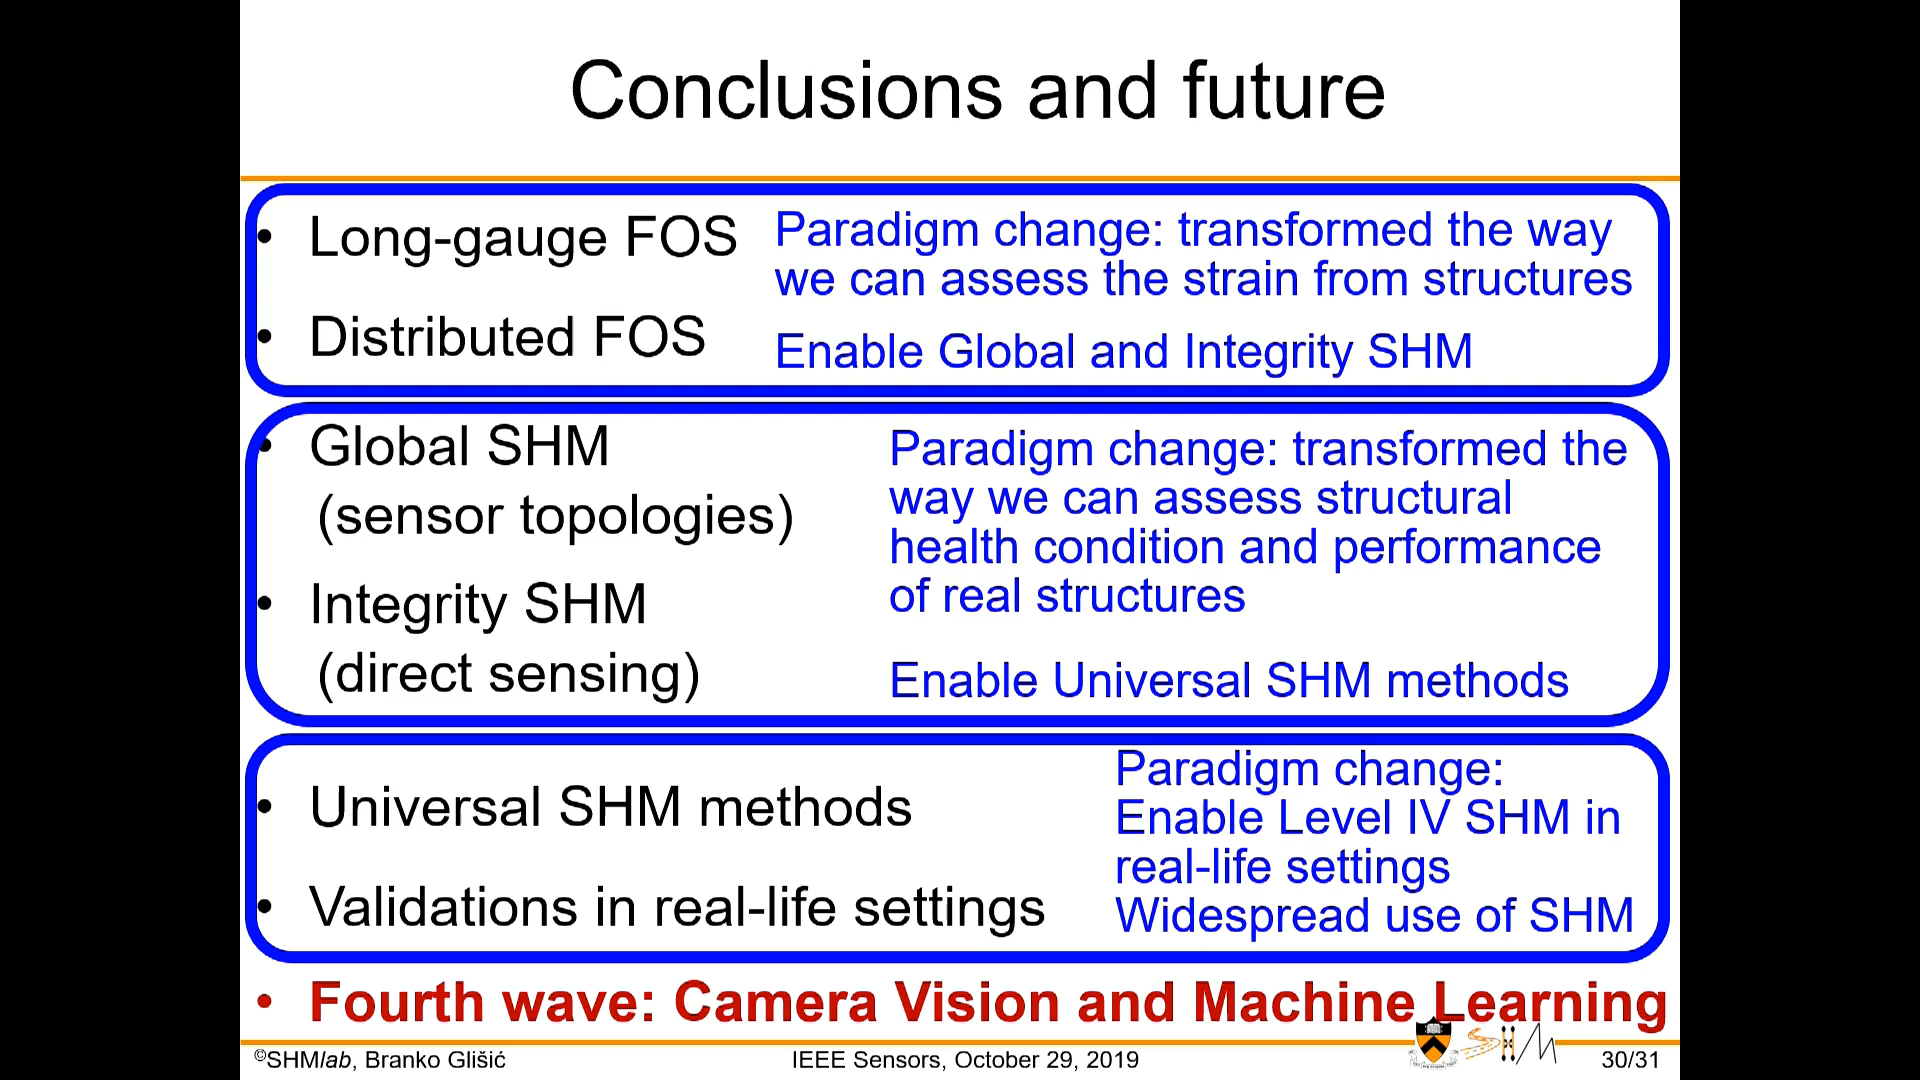 Conclusions and future
• Long-gauge FOS
Paradigm change: transformed the way
we can assess the strain from structures
• Distributed FOS
Enable Global and Integrity SHM
• Global SHM
(sensor topologies)
• Integrity SHM
(direct sensing)
Paradigm change: transformed the
way we can assess structural
health condition and performance
of real structures
Enable Universal SHM methods
• Universal SHM methods
• Validations in real-life settings
Paradigm change:
Enable Level IV SHM in
real-life settings
Widespread use of SHM
• Fourth wave: Camera Vision and Machine Learning
©SHMlab, Branko Glišić
IEEE Sensors, October 29, 2019
SHM
30/31